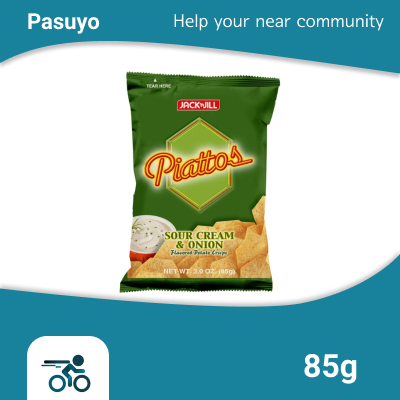 Pasuyo
Help your near community
TEAR HERE
JACK'n JILL
Piattos
SOUR CREAM
& ONION
Flavored Potato Crisps
NET WT. 3.0 OZ. (85g)
85g